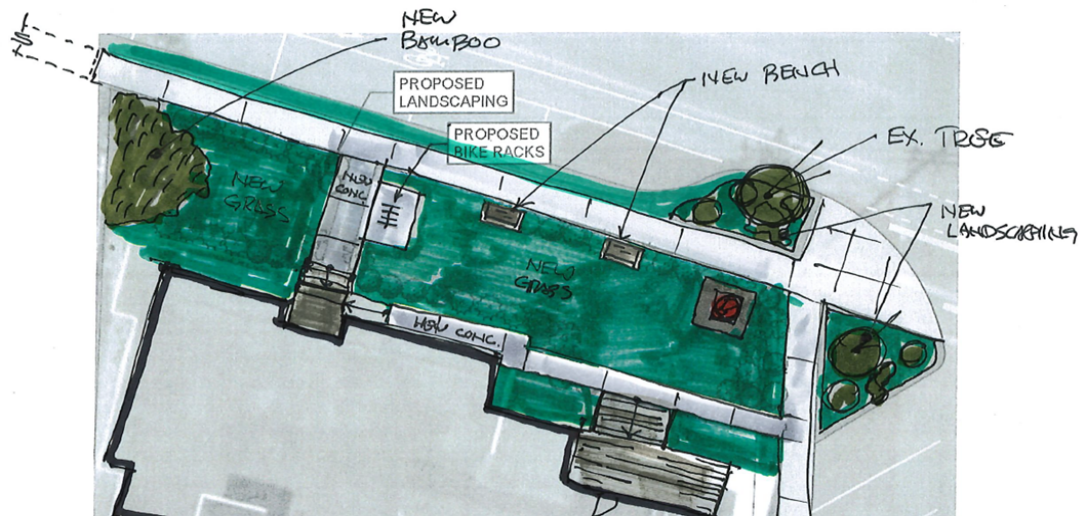 NEW
BAMBOO
PROPOSED
LANDSCAPING
NEW BENCH
PROPOSED
BIKE RACKS
EX. TREE
NEW
CONC.
NEW
GRASS
NEW
LANDSCAPING
NEW
GRASS
NEW CONC.